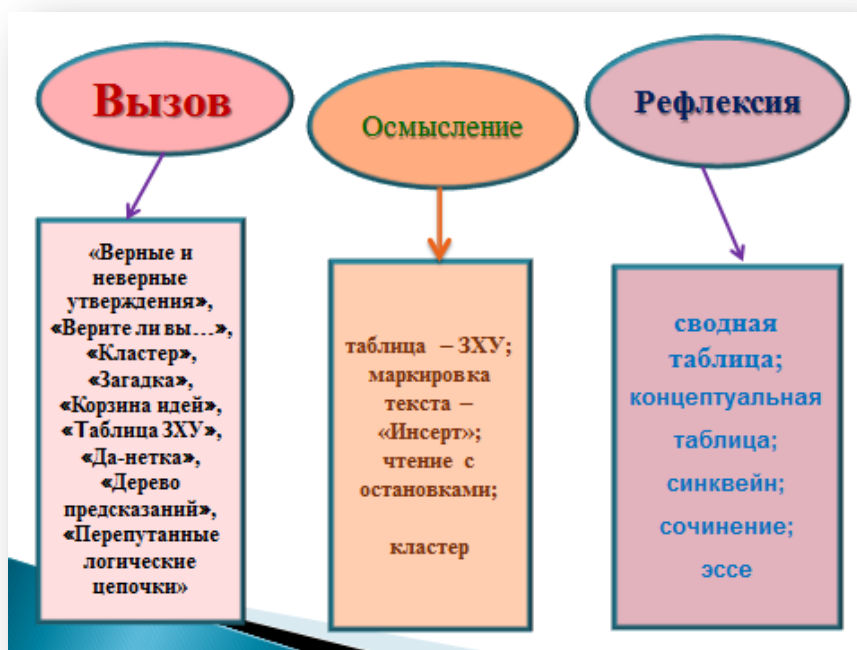 Вызов
«Верные и
неверные
утверждения»,
«Верите ли вы…»,
«Кластер»,
«Загадка»,
«Корзина идей»,
«Таблица ЗХУ»,
«Да-нетка»,
«Дерево
предсказаний»,
«Перепутанные
логические
цепочки»
Осмысление
таблица – ЗХУ;
маркировка
текста –
«Инсерт»;
чтение с
остановками;
кластер
Рефлексия
сводная
таблица;
концептуальная
таблица;
синквейн;
сочинение;
эссе